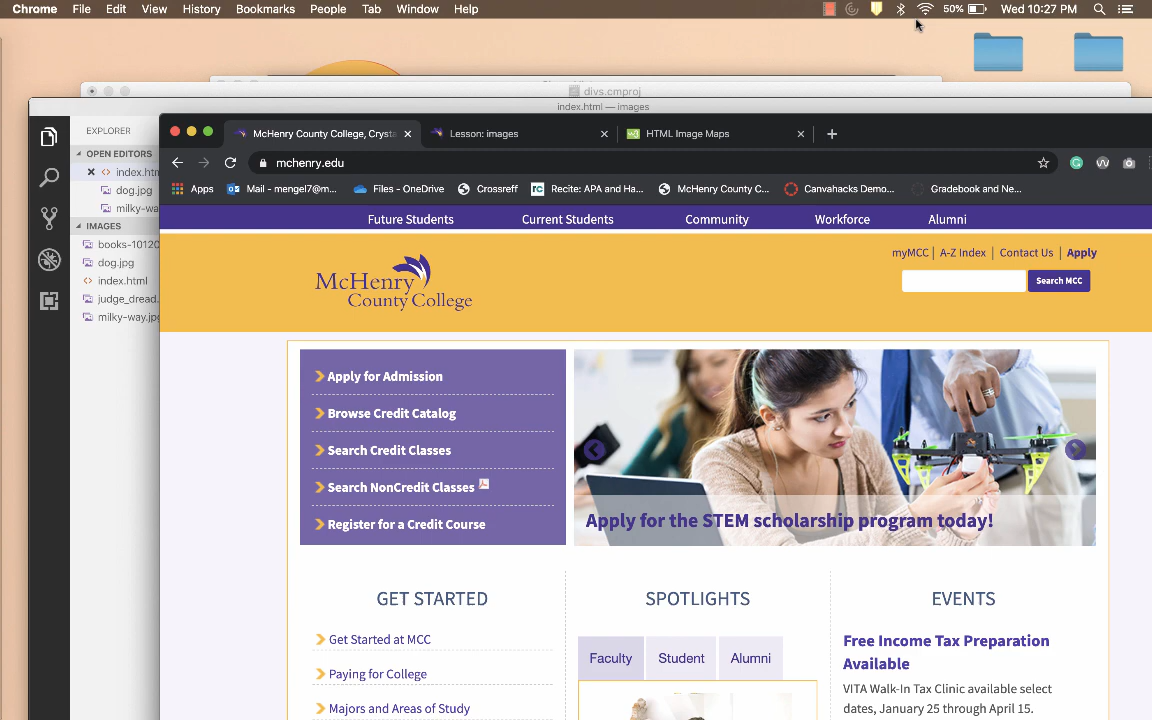 Chrome File Edit View History Bookmarks People Tab Window Help 50% Wed 10:27 PM
divs.cmproj
index.html — images
EXPLORER
OPEN EDITORS
dog.jpg
IMAGES
dog.jpg
index.html
McHenry County College, Crysta Lesson: images HTML Image Maps
mchenry.edu
Apps Mail - mengel7@m... Files - OneDrive Crossreff Recite: APA and Ha... McHenry County C... Canvahacks Demo... Gradebook and Ne...
Future Students Current Students Community Workforce Alumni
myMCC | A-Z Index | Contact Us | Apply
Search MCC
McHenry
County College
Apply for Admission
Browse Credit Catalog
Search Credit Classes
Search NonCredit Classes
Register for a Credit Course
Apply for the STEM scholarship program today!
GET STARTED
Get Started at MCC
Paying for College
Majors and Areas of Study
SPOTLIGHTS
Faculty Student Alumni
EVENTS
Free Income Tax Preparation
Available
VITA Walk-In Tax Clinic available select
dates, January 25 through April 15.